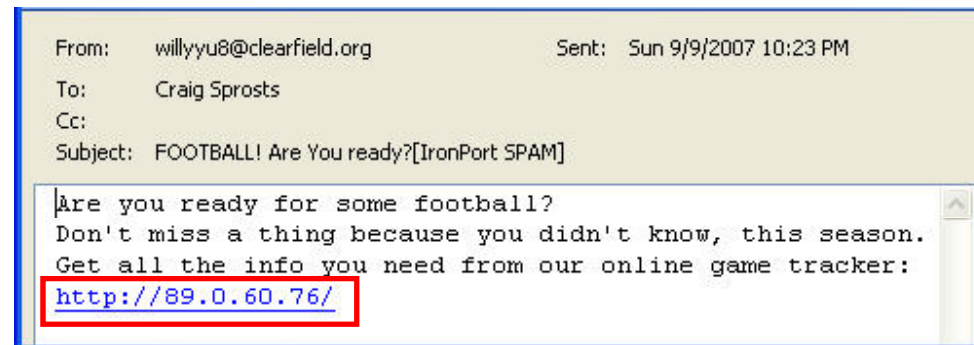 From: willyyu8@clearfield.org Sent: Sun 9/9/2007 10:23 PM
To: Craig Sprosts
Cc:
Subject: FOOTBALL! Are You ready?[IronPort SPAM]
Are you ready for some football?
Don't miss a thing because you didn't know, this season.
Get all the info you need from our online game tracker:
http://89.0.60.76/